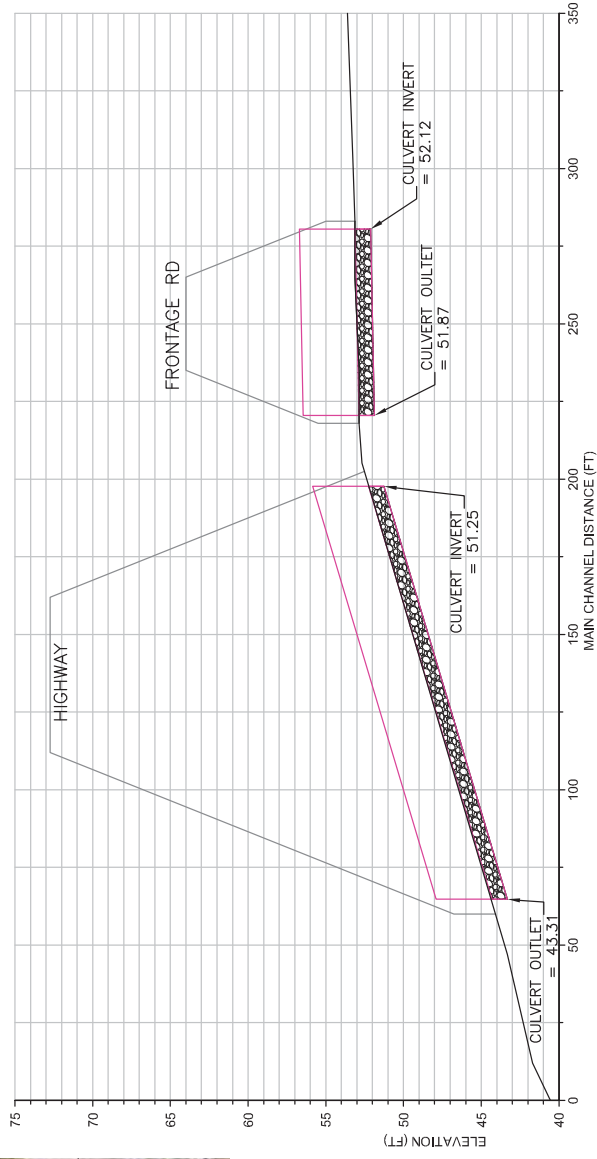 75
70
65
60
55
50
45
40
ELEVATION (FT)
HIGHWAY
FRONTAGE RD
CULVERT OUTLET
= 43.31
CULVERT INVERT
= 51.25
CULVERT OULTET
= 51.87
CULVERT INVERT
= 52.12
0
50
100
150
200
250
300
350
MAIN CHANNEL DISTANCE (FT)